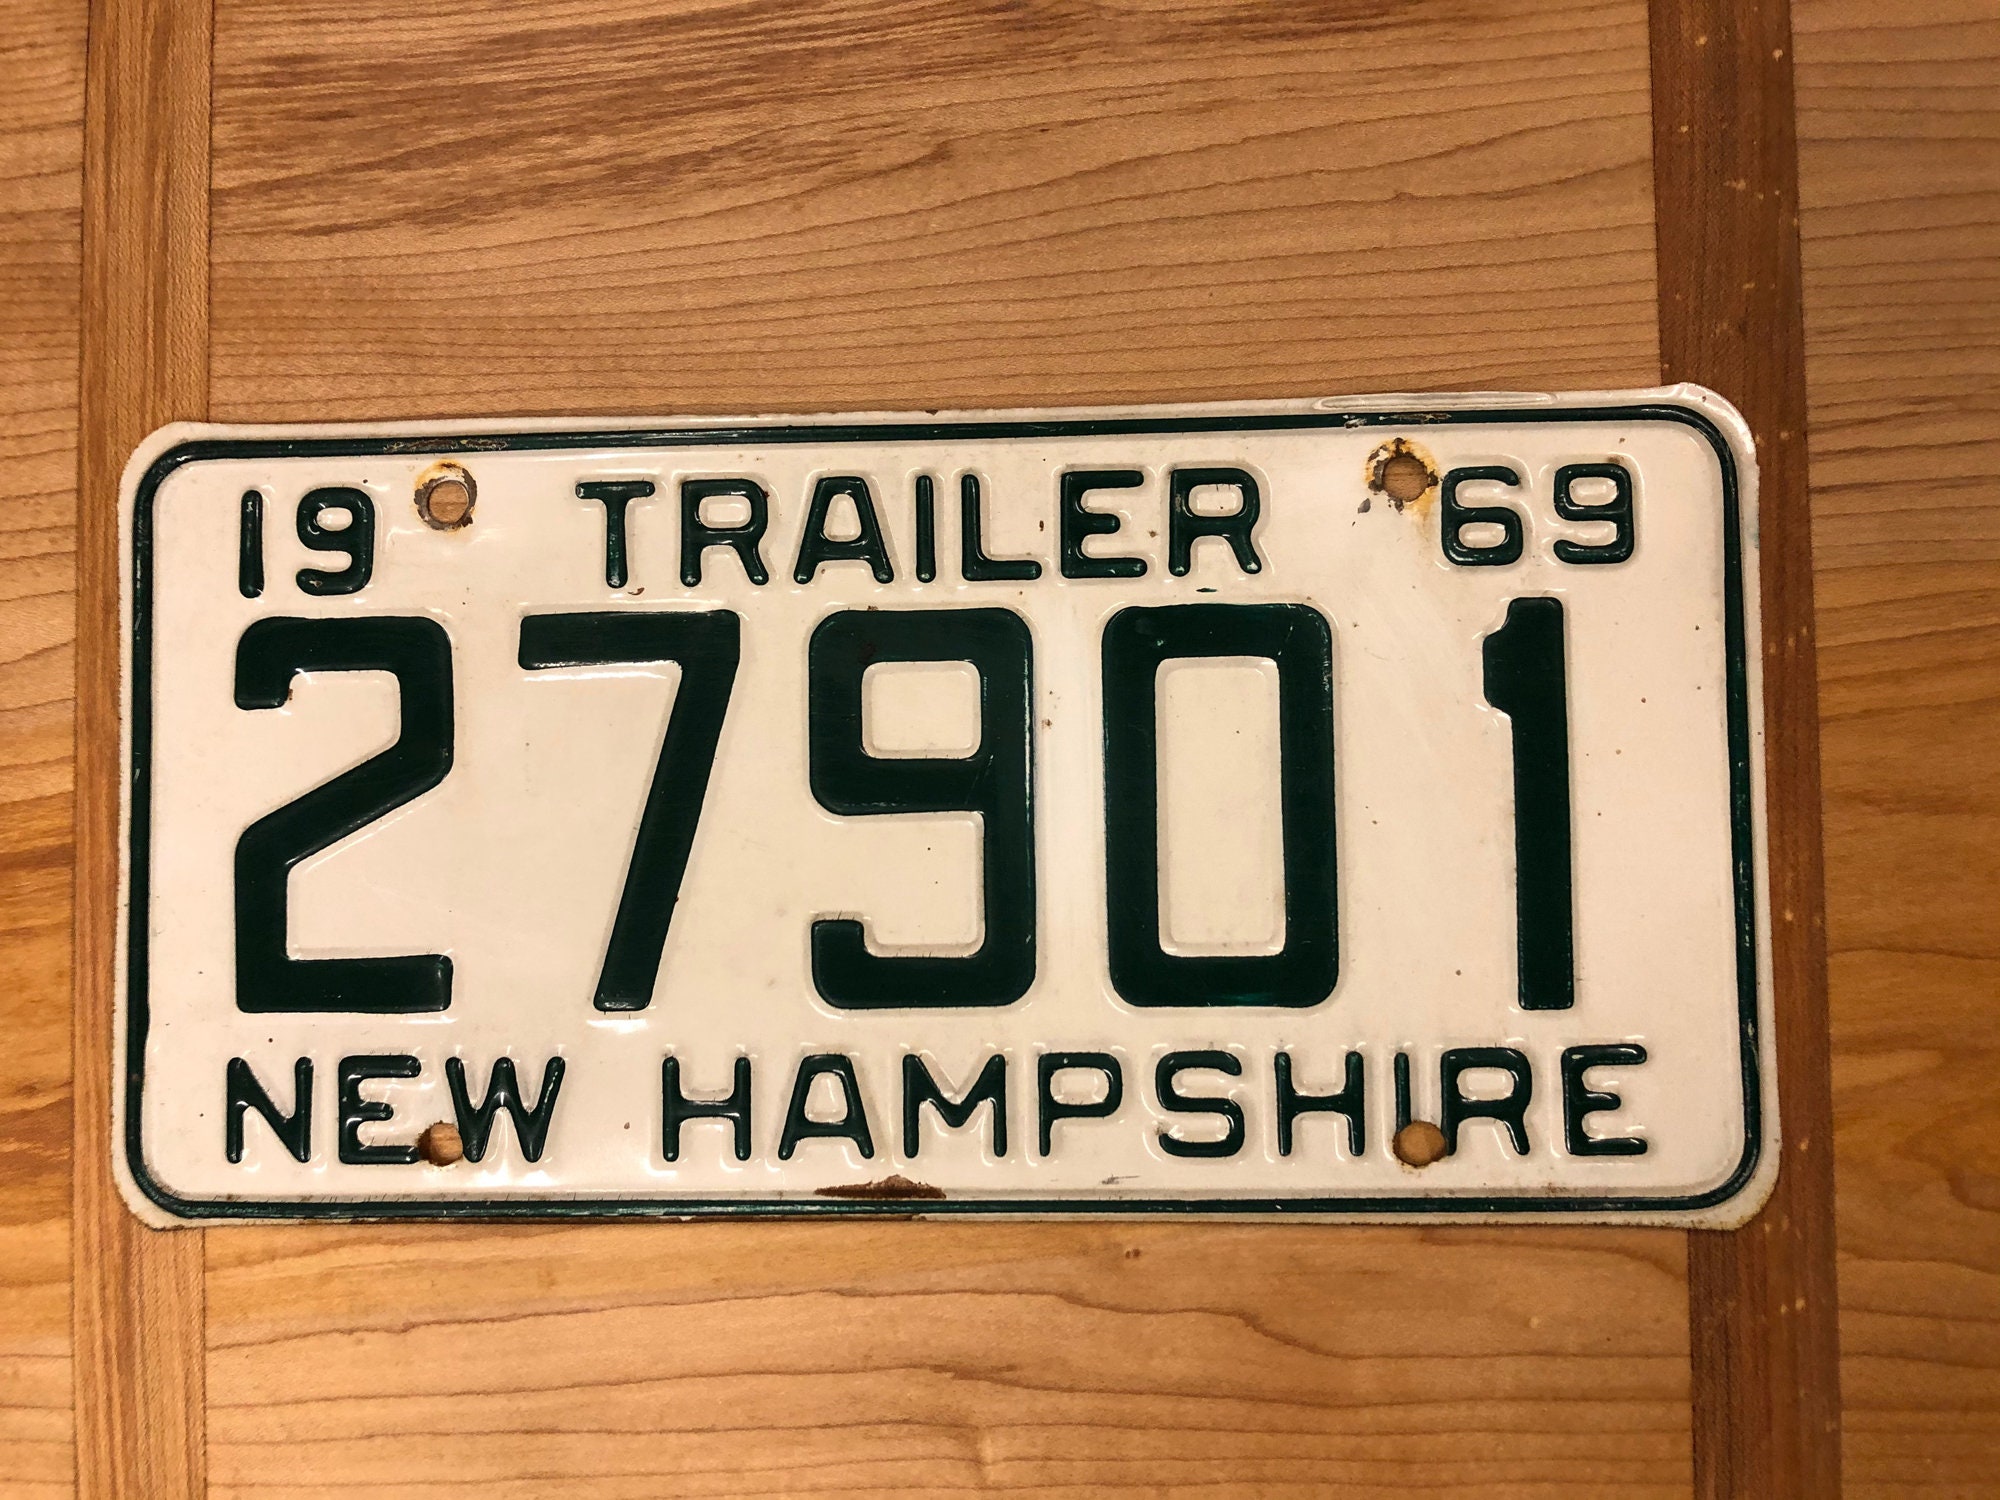 19 TRAILER 69
27901
NEW HAMPSHIRE